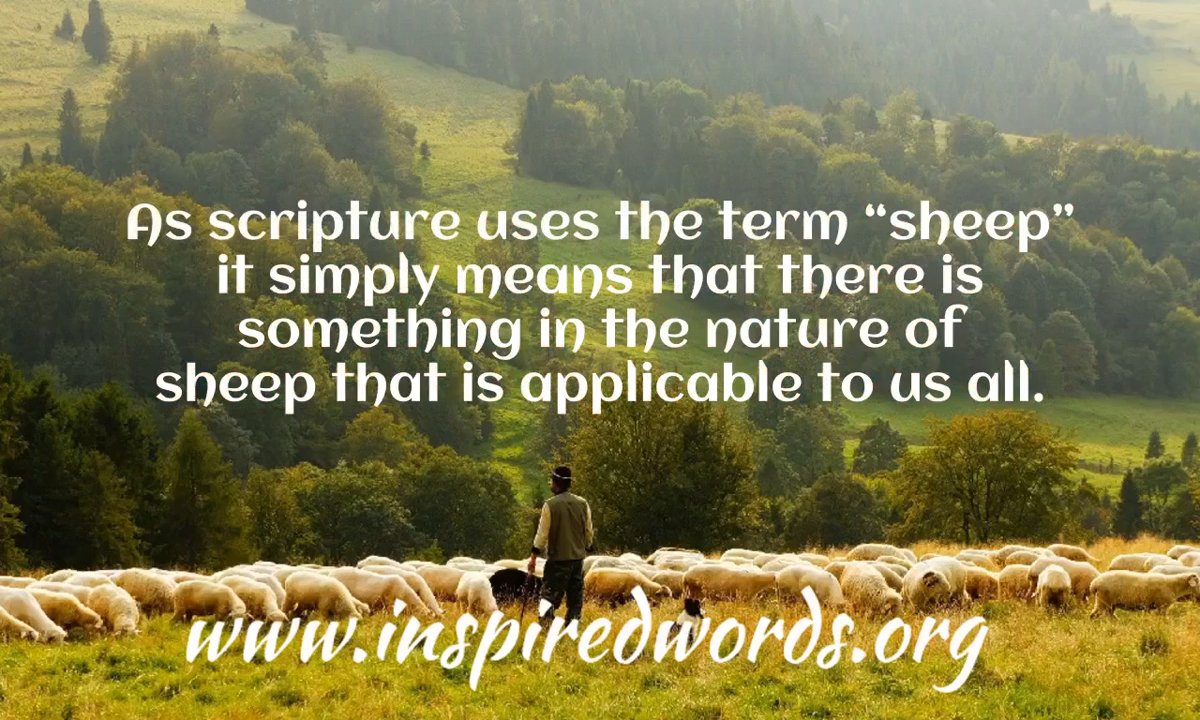 As scripture uses the term “sheep”
it simply means that there is
something in the nature of
sheep that is applicable to us all.
www.inspiredwords.org